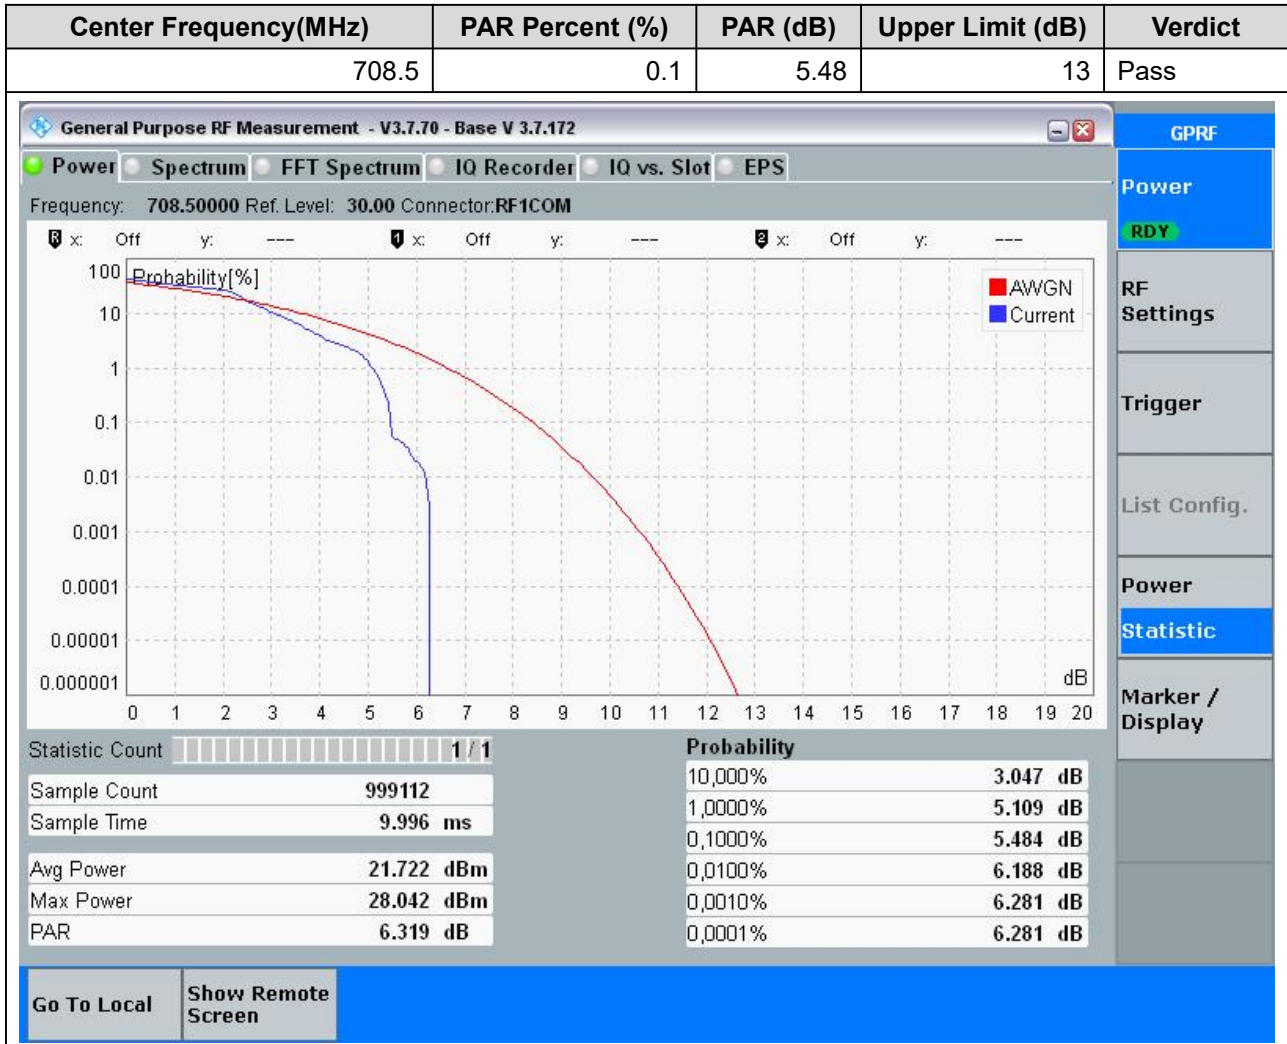 Center Frequency(MHz) PAR Percent (%) PAR (dB) Upper Limit (dB) Verdict
708.5 0.1 5.48 13 Pass
General Purpose RF Measurement - V3.7.70 - Base V 3.7.172
GPRF
Power Spectrum FFT Spectrum IQ Recorder IQ vs. Slot EPS
Frequency: 708.50000 Ref. Level: 30.00 Connector:RF1COM
R x: Off y: --- 1 x: Off y: --- 2 x: Off y: ---
Probability[%]
AWGN
Current
100
10
1
0.1
0.01
0.001
0.0001
0.00001
0.000001
dB
0 1 2 3 4 5 6 7 8 9 10 11 12 13 14 15 16 17 18 19 20
Statistic Count 1 / 1
Sample Count 999112
Sample Time 9.996 ms
Avg Power 21.722 dBm
Max Power 28.042 dBm
PAR 6.319 dB
Probability
10,000% 3.047 dB
1,0000% 5.109 dB
0,1000% 5.484 dB
0,0100% 6.188 dB
0,0010% 6.281 dB
0,0001% 6.281 dB
Power
RDY
RF
Settings
Trigger
List Config.
Power
Statistic
Marker /
Display
Go To Local
Show Remote
Screen